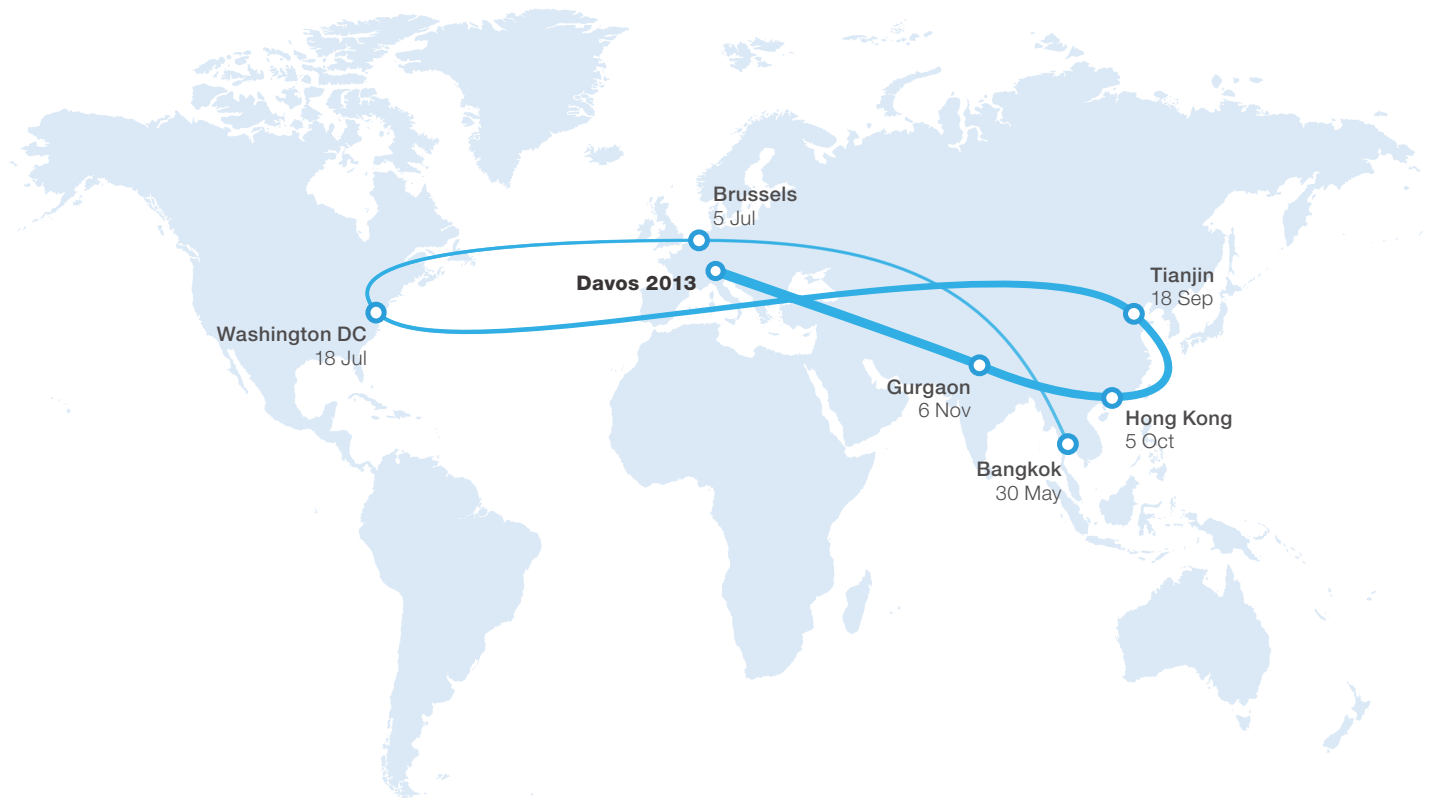 Brussels
5 Jul
Davos 2013
Tianjin
18 Sep
Washington DC
18 Jul
Gurgaon
6 Nov
Hong Kong
5 Oct
Bangkok
30 May